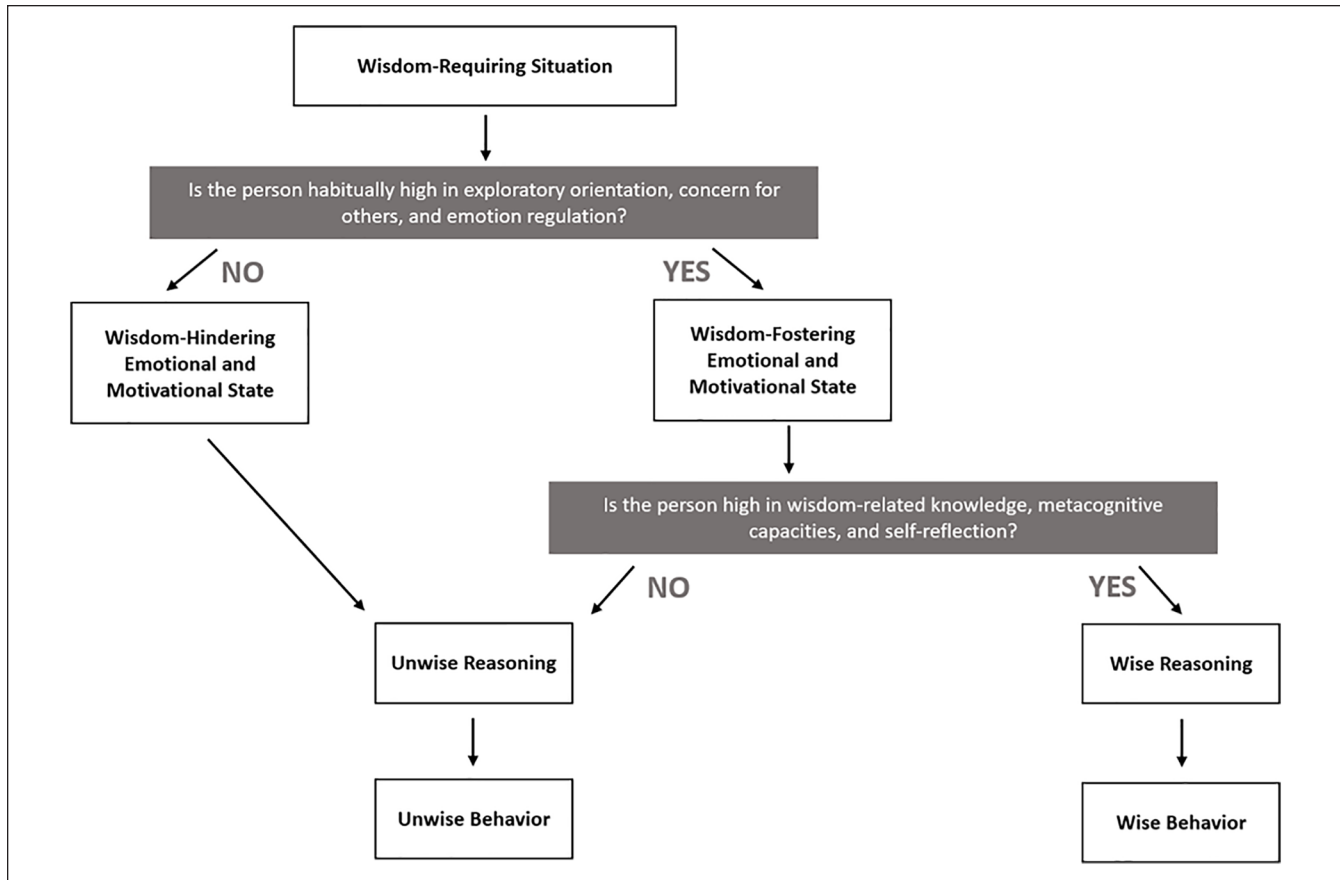 Wisdom-Requiring Situation
Is the person habitually high in exploratory orientation, concern for
others, and emotion regulation?
NO
YES
Wisdom-Hindering
Emotional and
Motivational State
Wisdom-Fostering
Emotional and
Motivational State
Is the person high in wisdom-related knowledge, metacognitive
capacities, and self-reflection?
NO
YES
Unwise Reasoning
Wise Reasoning
Unwise Behavior
Wise Behavior